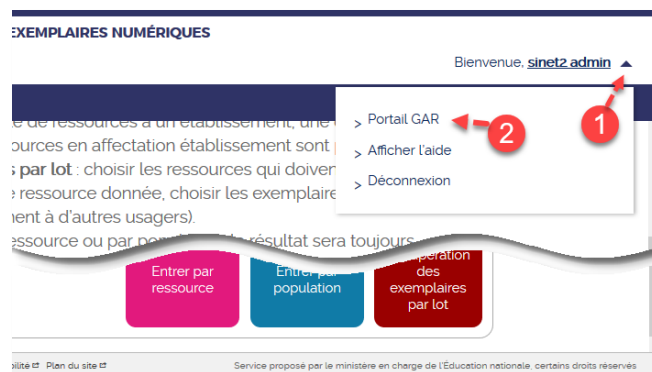 EXEMPLAIRES NUMÉRIQUES
Bienvenue, sinet2 admin
1
de ressources à un établissement, une
> Portail GAR
2
ources en affectation établissement sont
> Afficher l'aide
s par lot : choisir les ressources qui doiven
e ressource donnée, choisir les exemplaire
> Déconnexion
ment à d'autres usagers).
essource ou par résultat sera toujours
Entrer par
ressource
Entrer par
population
des
exemplaires
par lot
bilité Plan du site
Service proposé par le ministère en charge de l'Éducation nationale, certains droits réservés